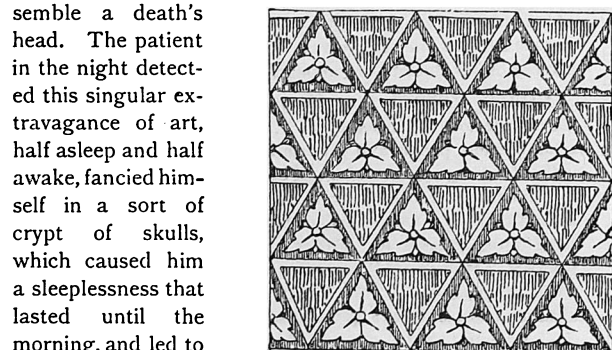 semble a death's
head. The patient
in the night detect-
ed this singular ex-
travagance of art,
half asleep and half
awake, fancied him-
self in a sort of
crypt of skulls,
which caused him
a sleeplessness that
lasted until the
morning, and led to